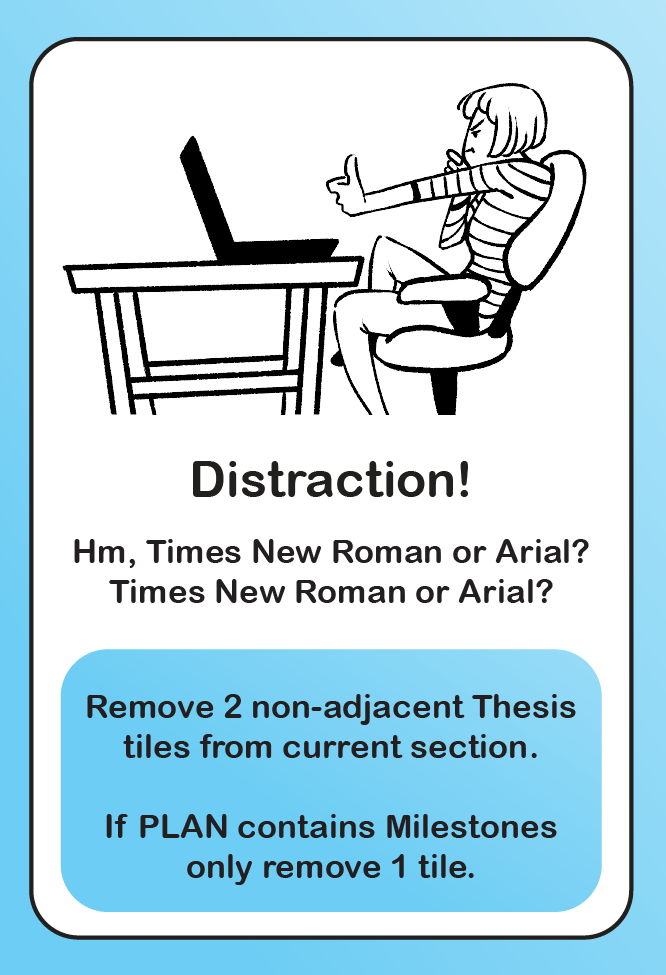 Distraction!
Hm, Times New Roman or Arial?
Times New Roman or Arial?
Remove 2 non-adjacent Thesis
tiles from current section.
If PLAN contains Milestones
only remove 1 tile.